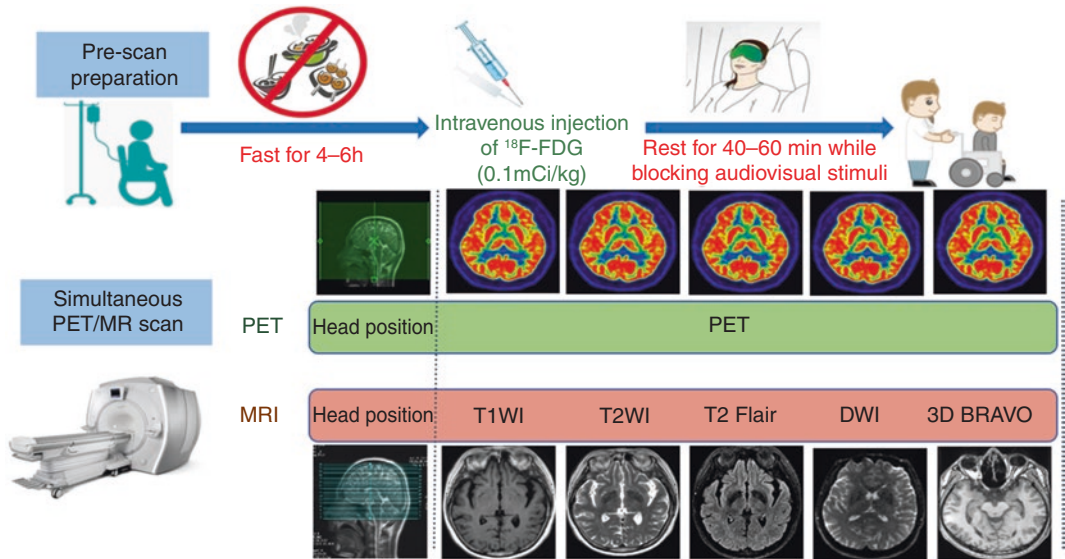 Pre-scan
preparation
Fast for 4–6h
Intravenous injection
of ¹⁸F-FDG
(0.1mCi/kg)
Rest for 40–60 min while
blocking audiovisual stimuli
Simultaneous
PET/MR scan
PET
Head position
PET
MRI
Head position
T1WI
T2WI
T2 Flair
DWI
3D BRAVO